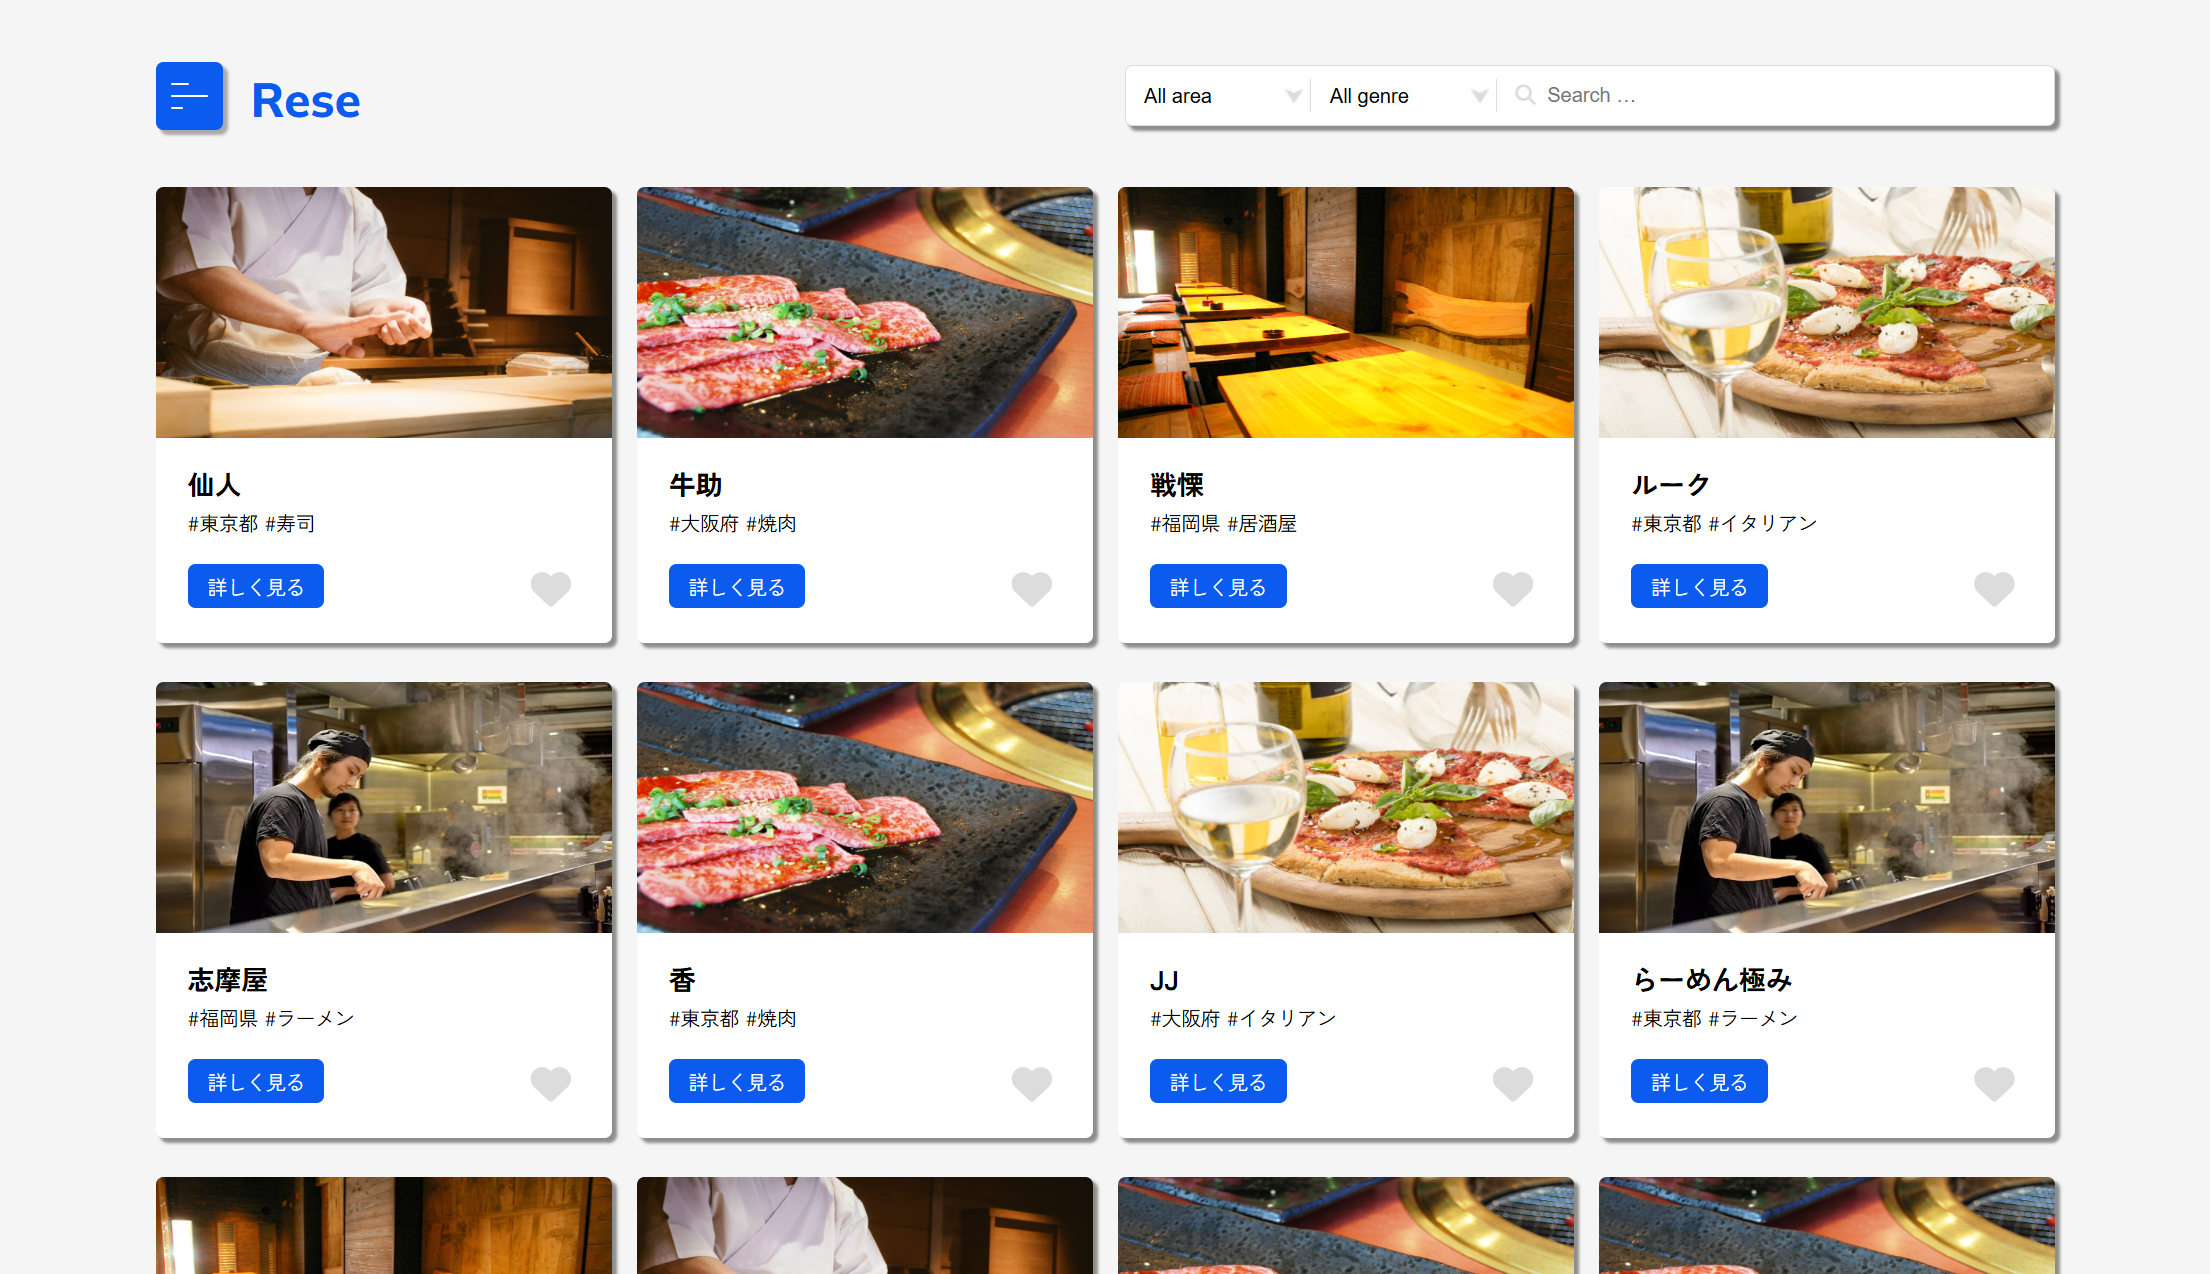 Rese
All area All genre Search …
仙人
#東京都 #寿司
詳しく見る
牛助
#大阪府 #焼肉
詳しく見る
戦慄
#福岡県 #居酒屋
詳しく見る
ルーク
#東京都 #イタリアン
詳しく見る
志摩屋
#福岡県 #ラーメン
詳しく見る
香
#東京都 #焼肉
詳しく見る
JJ
#大阪府 #イタリアン
詳しく見る
らーめん極み
#東京都 #ラーメン
詳しく見る